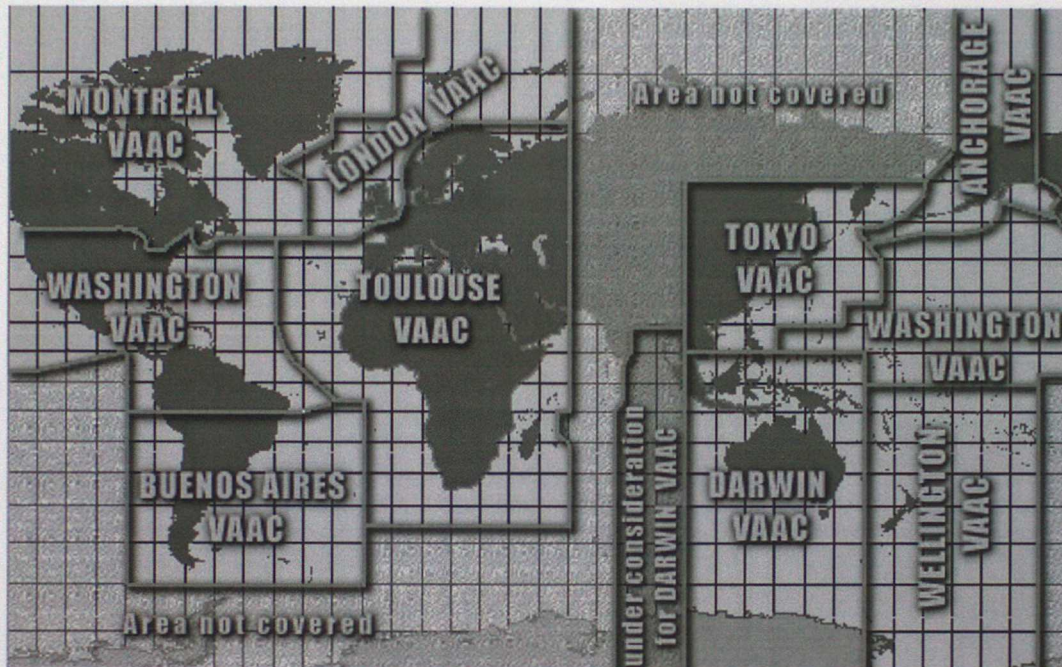 MONTREAL
VAAC
LONDON VAAC
Area not covered
ANCHORAGE
VAAC
WASHINGTON
VAAC
TOULOUSE
VAAC
TOKYO
VAAC
WASHINGTON
VAAC
BUENOS AIRES
VAAC
under consideration
for DARWIN VAAC
DARWIN
VAAC
WELLINGTON
VAAC
Area not covered